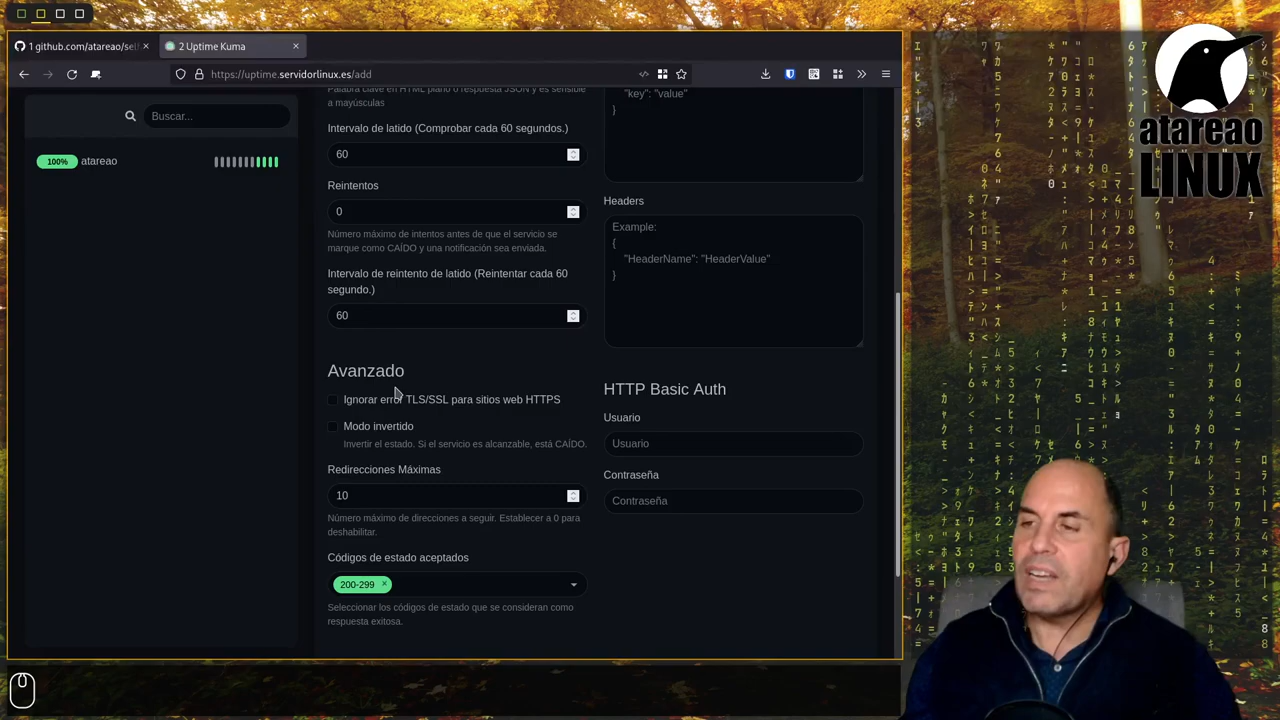 1 github.com/atareao/sel
2 Uptime Kuma
https://uptime.servidorlinux.es/add
Buscar...
100% atareao
Palabra clave en HTML plano o respuesta JSON y es sensible
a mayúsculas
Intervalo de latido (Comprobar cada 60 segundos.)
60
Reintentos
0
Número máximo de intentos antes de que el servicio se
marque como CAÍDO y una notificación sea enviada.
Intervalo de reintento de latido (Reintentar cada 60
segundo.)
60
Avanzado
Ignorar error TLS/SSL para sitios web HTTPS
Modo invertido
Invertir el estado. Si el servicio es alcanzable, está CAÍDO.
Redirecciones Máximas
10
Número máximo de direcciones a seguir. Establecer a 0 para
deshabilitar.
Códigos de estado aceptados
200-299 ×
Seleccionar los códigos de estado que se consideran como
respuesta exitosa.
"key": "value"
}
Headers
Example:
{
"HeaderName": "HeaderValue"
}
HTTP Basic Auth
Usuario
Usuario
Contraseña
Contraseña
atareao
LINUX